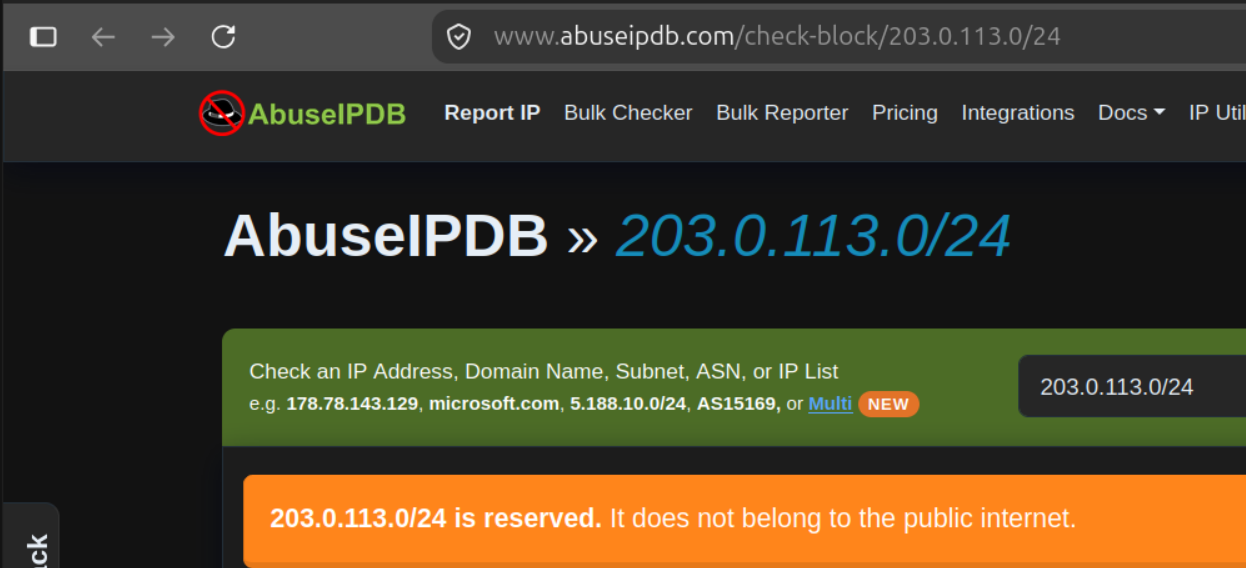 www.abuseipdb.com/check-block/203.0.113.0/24
AbuseIPDB Report IP Bulk Checker Bulk Reporter Pricing Integrations Docs IP Util
AbuseIPDB » 203.0.113.0/24
Check an IP Address, Domain Name, Subnet, ASN, or IP List
e.g. 178.78.143.129, microsoft.com, 5.188.10.0/24, AS15169, or Multi NEW
203.0.113.0/24
203.0.113.0/24 is reserved. It does not belong to the public internet.
ack